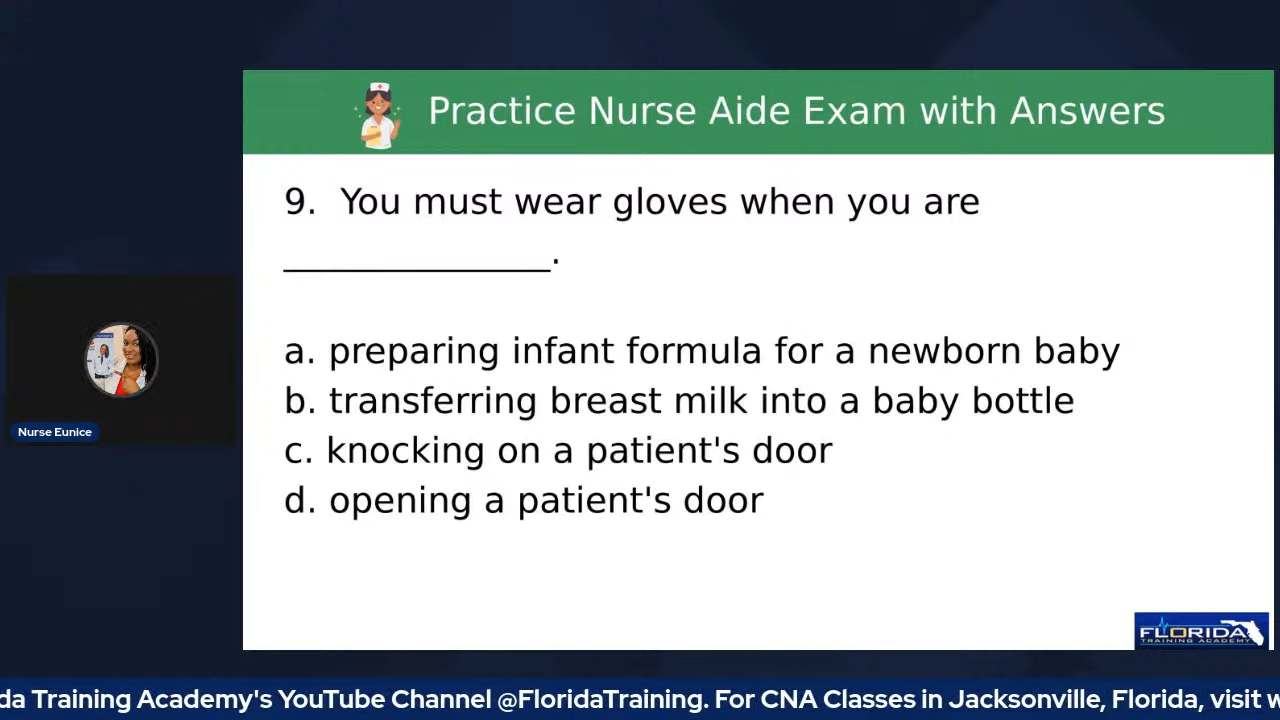 Practice Nurse Aide Exam with Answers
9. You must wear gloves when you are
______________.
a. preparing infant formula for a newborn baby
b. transferring breast milk into a baby bottle
c. knocking on a patient's door
d. opening a patient's door
Nurse Eunice
FLORIDA
TRAINING ACADEMY
da Training Academy's YouTube Channel @FloridaTraining. For CNA Classes in Jacksonville, Florida, visit w